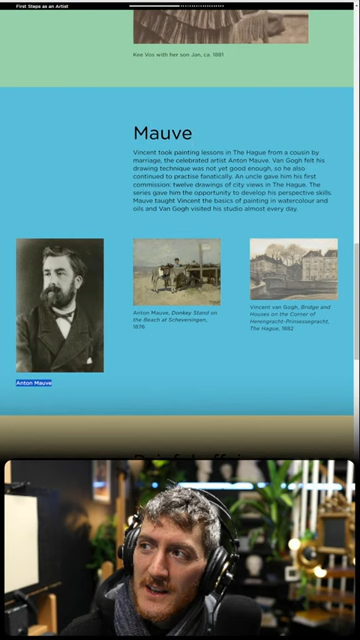 First Steps as an Artist
Kee Vos with her son Jan, ca. 1881
Mauve
Vincent took painting lessons in The Hague from a cousin by
marriage, the celebrated artist Anton Mauve. Van Gogh felt his
drawing technique was not yet good enough, so he also
continued to practise fanatically. An uncle gave him his first
commission: twelve drawings of city views in The Hague. The
series gave him the opportunity to develop his perspective skills.
Mauve taught Vincent the basics of painting in watercolour and
oils and Van Gogh visited his studio almost every day.
Anton Mauve
Anton Mauve, Donkey Stand on
the Beach at Scheveningen,
1876
Vincent van Gogh, Bridge and
Houses on the Corner of
Herengracht-Prinsessegracht,
The Hague, 1882